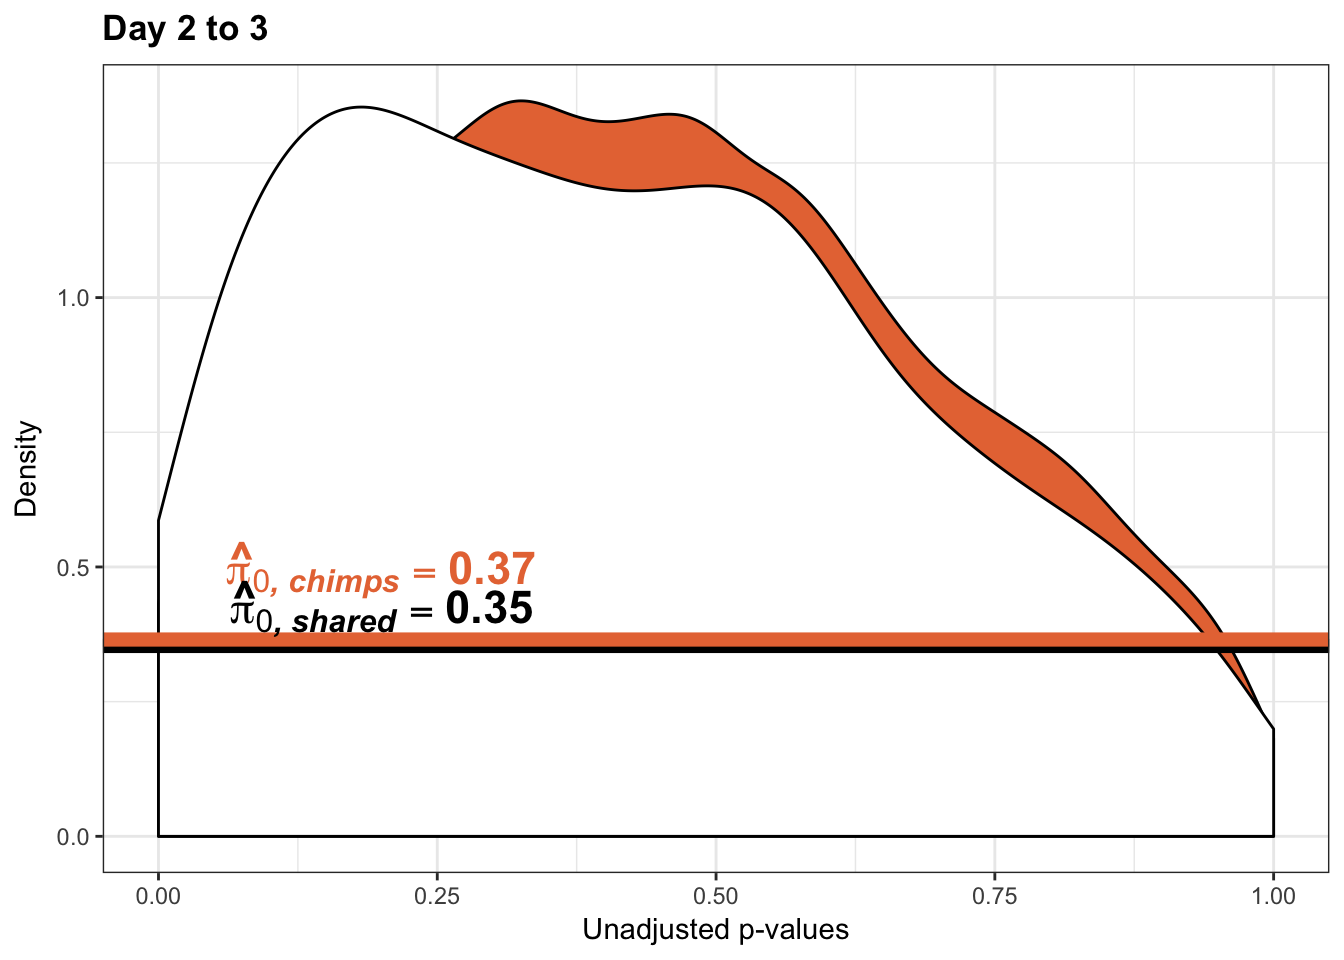 Day 2 to 3
Density
1.0
0.5
0.0
π̂0, chimps = 0.37
π̂0, shared = 0.35
0.00 0.25 0.50 0.75 1.00
Unadjusted p-values